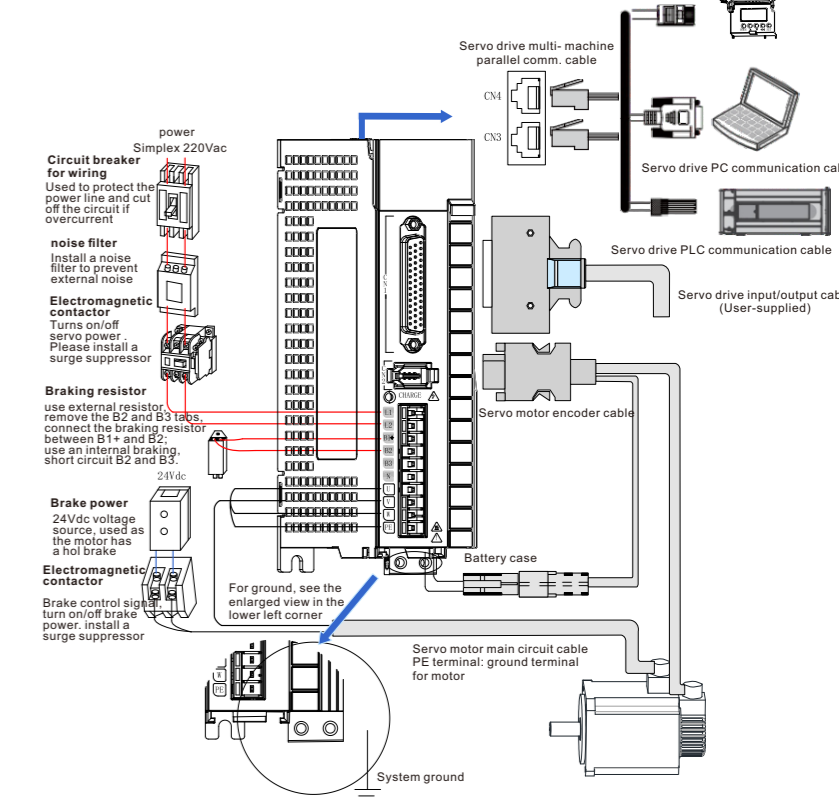 Servo drive multi- machine
parallel comm. cable
CN4
CN3
power
Simplex 220Vac
Circuit breaker
for wiring
Used to protect the
power line and cut
off the circuit if
overcurrent
Servo drive PC communication cal
noise filter
Install a noise
filter to prevent
external noise
Servo drive PLC communication cable
Electromagnetic
contactor
Turns on/off
servo power .
Please install a
surge suppressor
Servo drive input/output cab
(User-supplied)
Braking resistor
use external resistor,
remove the B2 and B3 tabs,
connect the braking resistor
between B1+ and B2;
use an internal braking,
short circuit B2 and B3.
CHARGE
L1
L2
B2
B3
N
U
V
W
PE
Servo motor encoder cable
24Vdc
Brake power
24Vdc voltage
source, used as
the motor has
a hol brake
Electromagnetic
contactor
Brake control signal,
turn on/off brake
power. install a
surge suppressor
Battery case
For ground, see the
enlarged view in the
lower left corner
Servo motor main circuit cable
PE terminal: ground terminal
for motor
W
PE
System ground